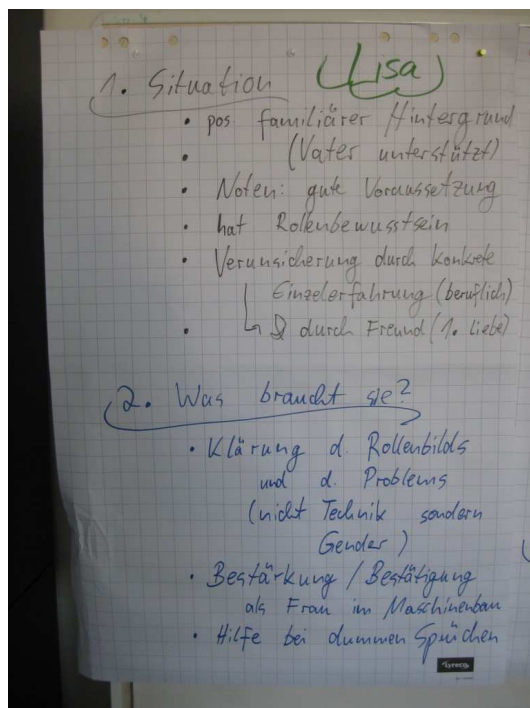 Lisa
1. Situation
• pos familiärer Hintergrund
• (Vater unterstützt)
• Noten: gute Voraussetzung
• hat Rollenbewusstsein
• Verunsicherung durch konkrete
Einzelerfahrung (beruflich)
• durch Freund (1. Liebe)
2. Was braucht sie?
• Klärung d. Rollenbilds
und d. Problems
(nicht Technik sondern
Gender)
• Bestärkung / Bestätigung
als Frau im Maschinenbau
• Hilfe bei dummen Sprüchen
lyreco